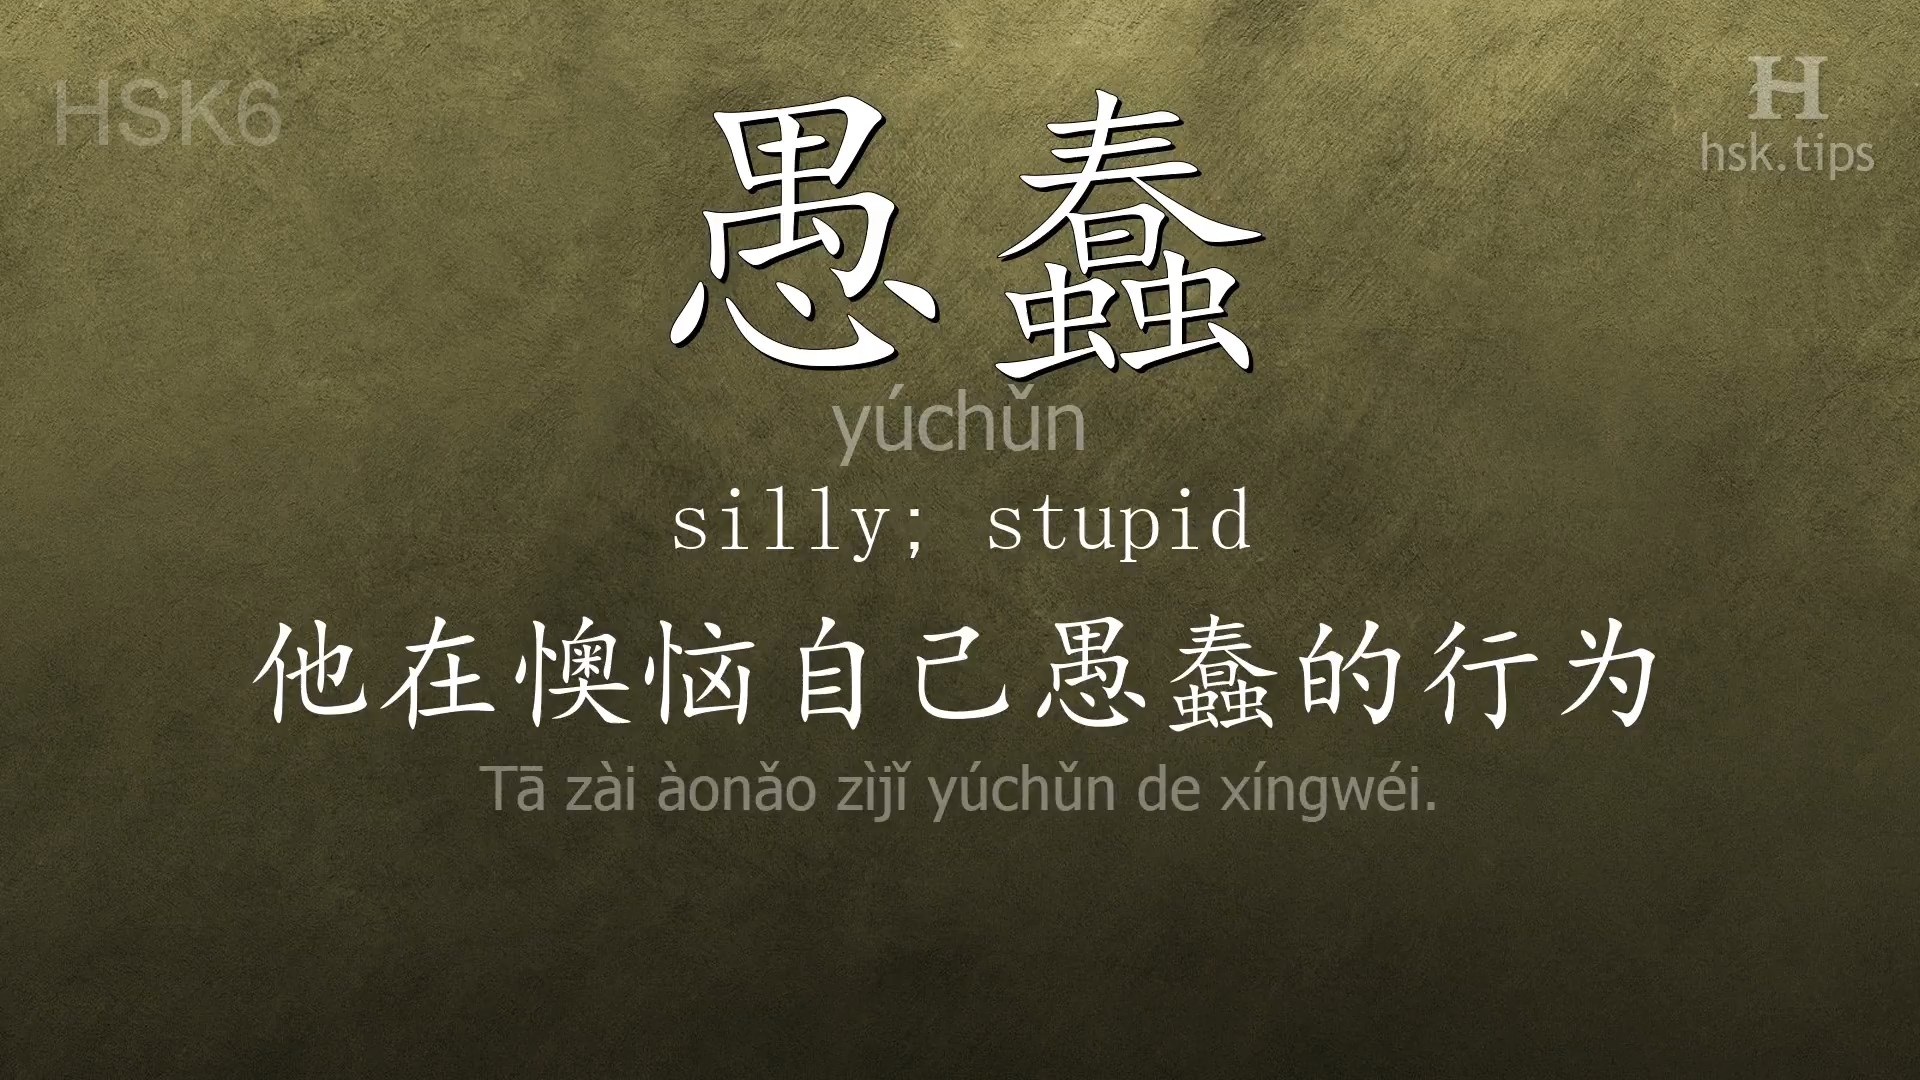 HSK6
H
hsk.tips
愚蠢
yúchǔn
silly; stupid
他在懊恼自己愚蠢的行为
Tā zài àonǎo zìjǐ yúchǔn de xíngwéi.